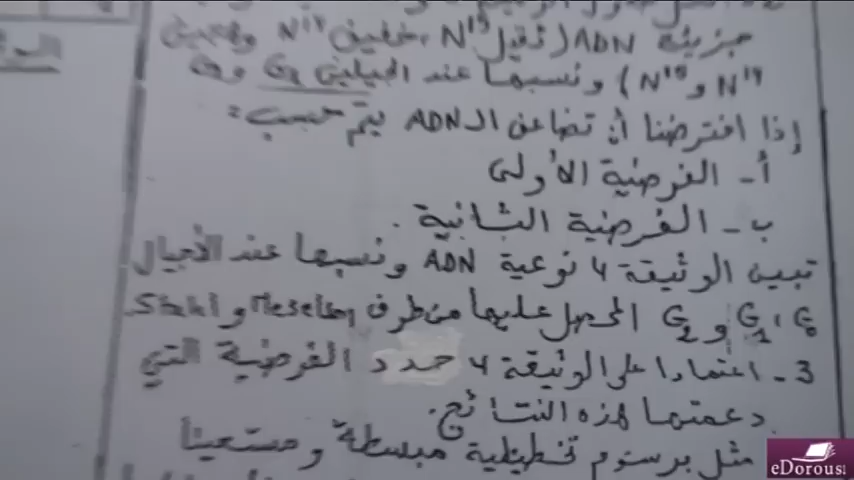 جزيئة ADN (ثقيل N¹⁵، خفيف N¹⁴ وهجين
N¹⁴ و N¹⁵) ونسبها عند الجيلين G₁ و G₂
إذا افترضنا أن تضاعف الـ ADN يتم حسب:
أ - الفرضية الأولى
ب - الفرضية الثانية.
تبين الوثيقة 4 نوعية ADN ونسبها عند الأجيال
G₀، G₁ و G₂ المحصل عليها من طرف Meselson و Stahl
3 - اعتمادا على الوثيقة 4 حدد الفرضية التي
دعمتها هذه النتائج.
مثل برسوم تخطيطية مبسطة ومستعينا
eDorous